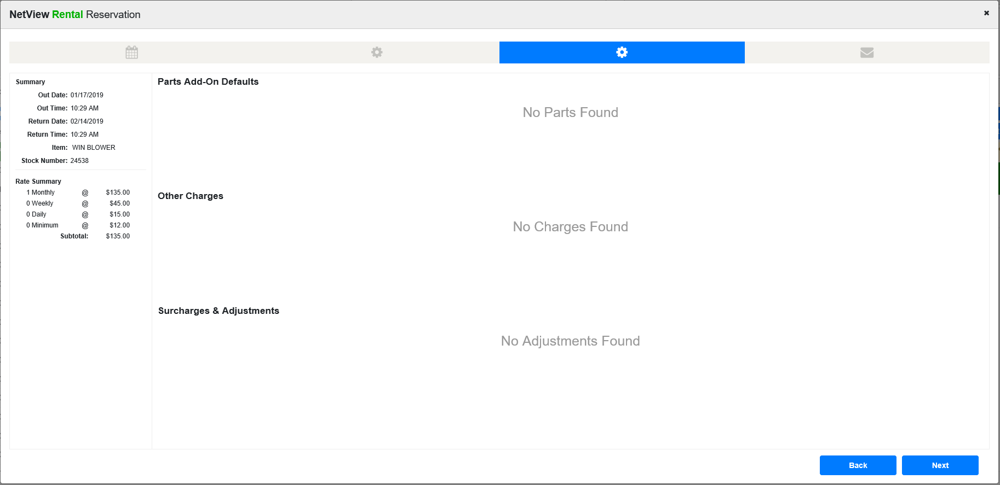 NetView Rental Reservation
Summary
Out Date: 01/17/2019
Out Time: 10:29 AM
Return Date: 02/14/2019
Return Time: 10:29 AM
Item: WIN BLOWER
Stock Number: 24538
Rate Summary
1 Monthly @ $135.00
0 Weekly @ $45.00
0 Daily @ $15.00
0 Minimum @ $12.00
Subtotal: $135.00
Parts Add-On Defaults
No Parts Found
Other Charges
No Charges Found
Surcharges & Adjustments
No Adjustments Found
Back Next